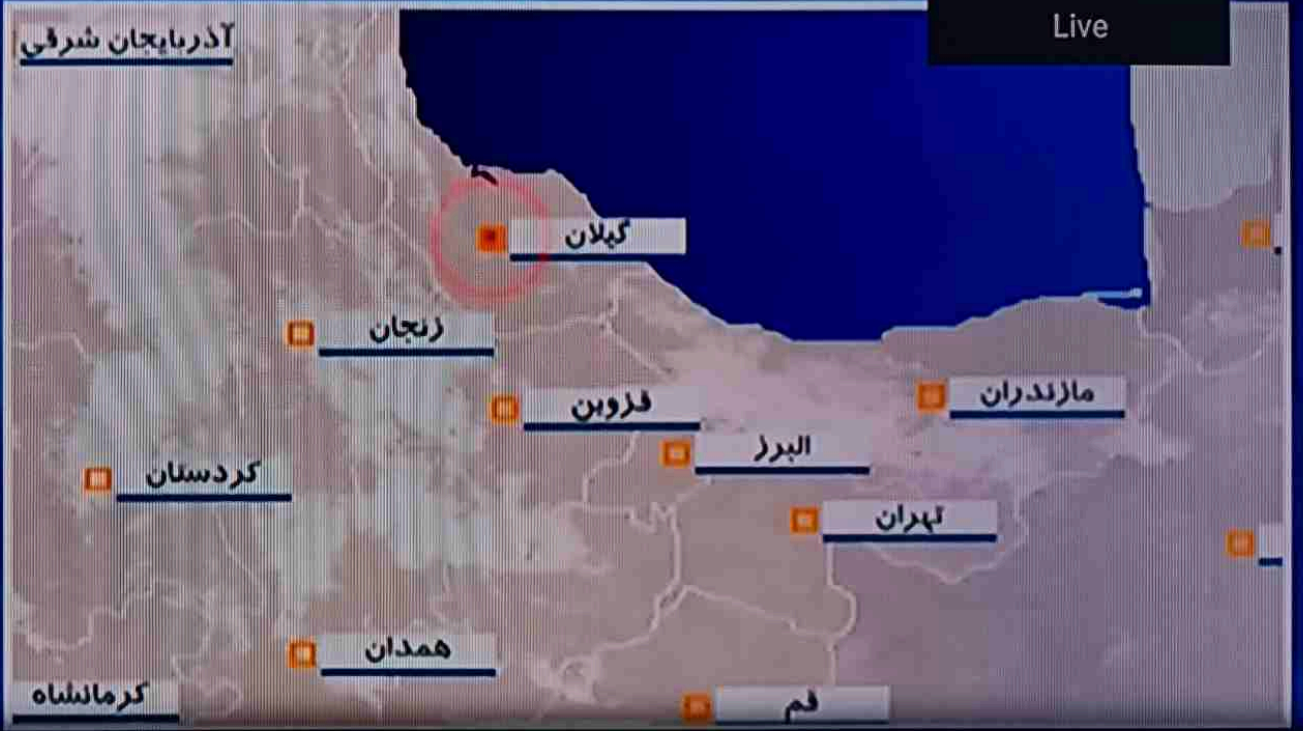 Live
آذربایجان شرقی
گیلان
زنجان
مازندران
قزوین
البرز
کردستان
تهران
همدان
کرمانشاه
قم